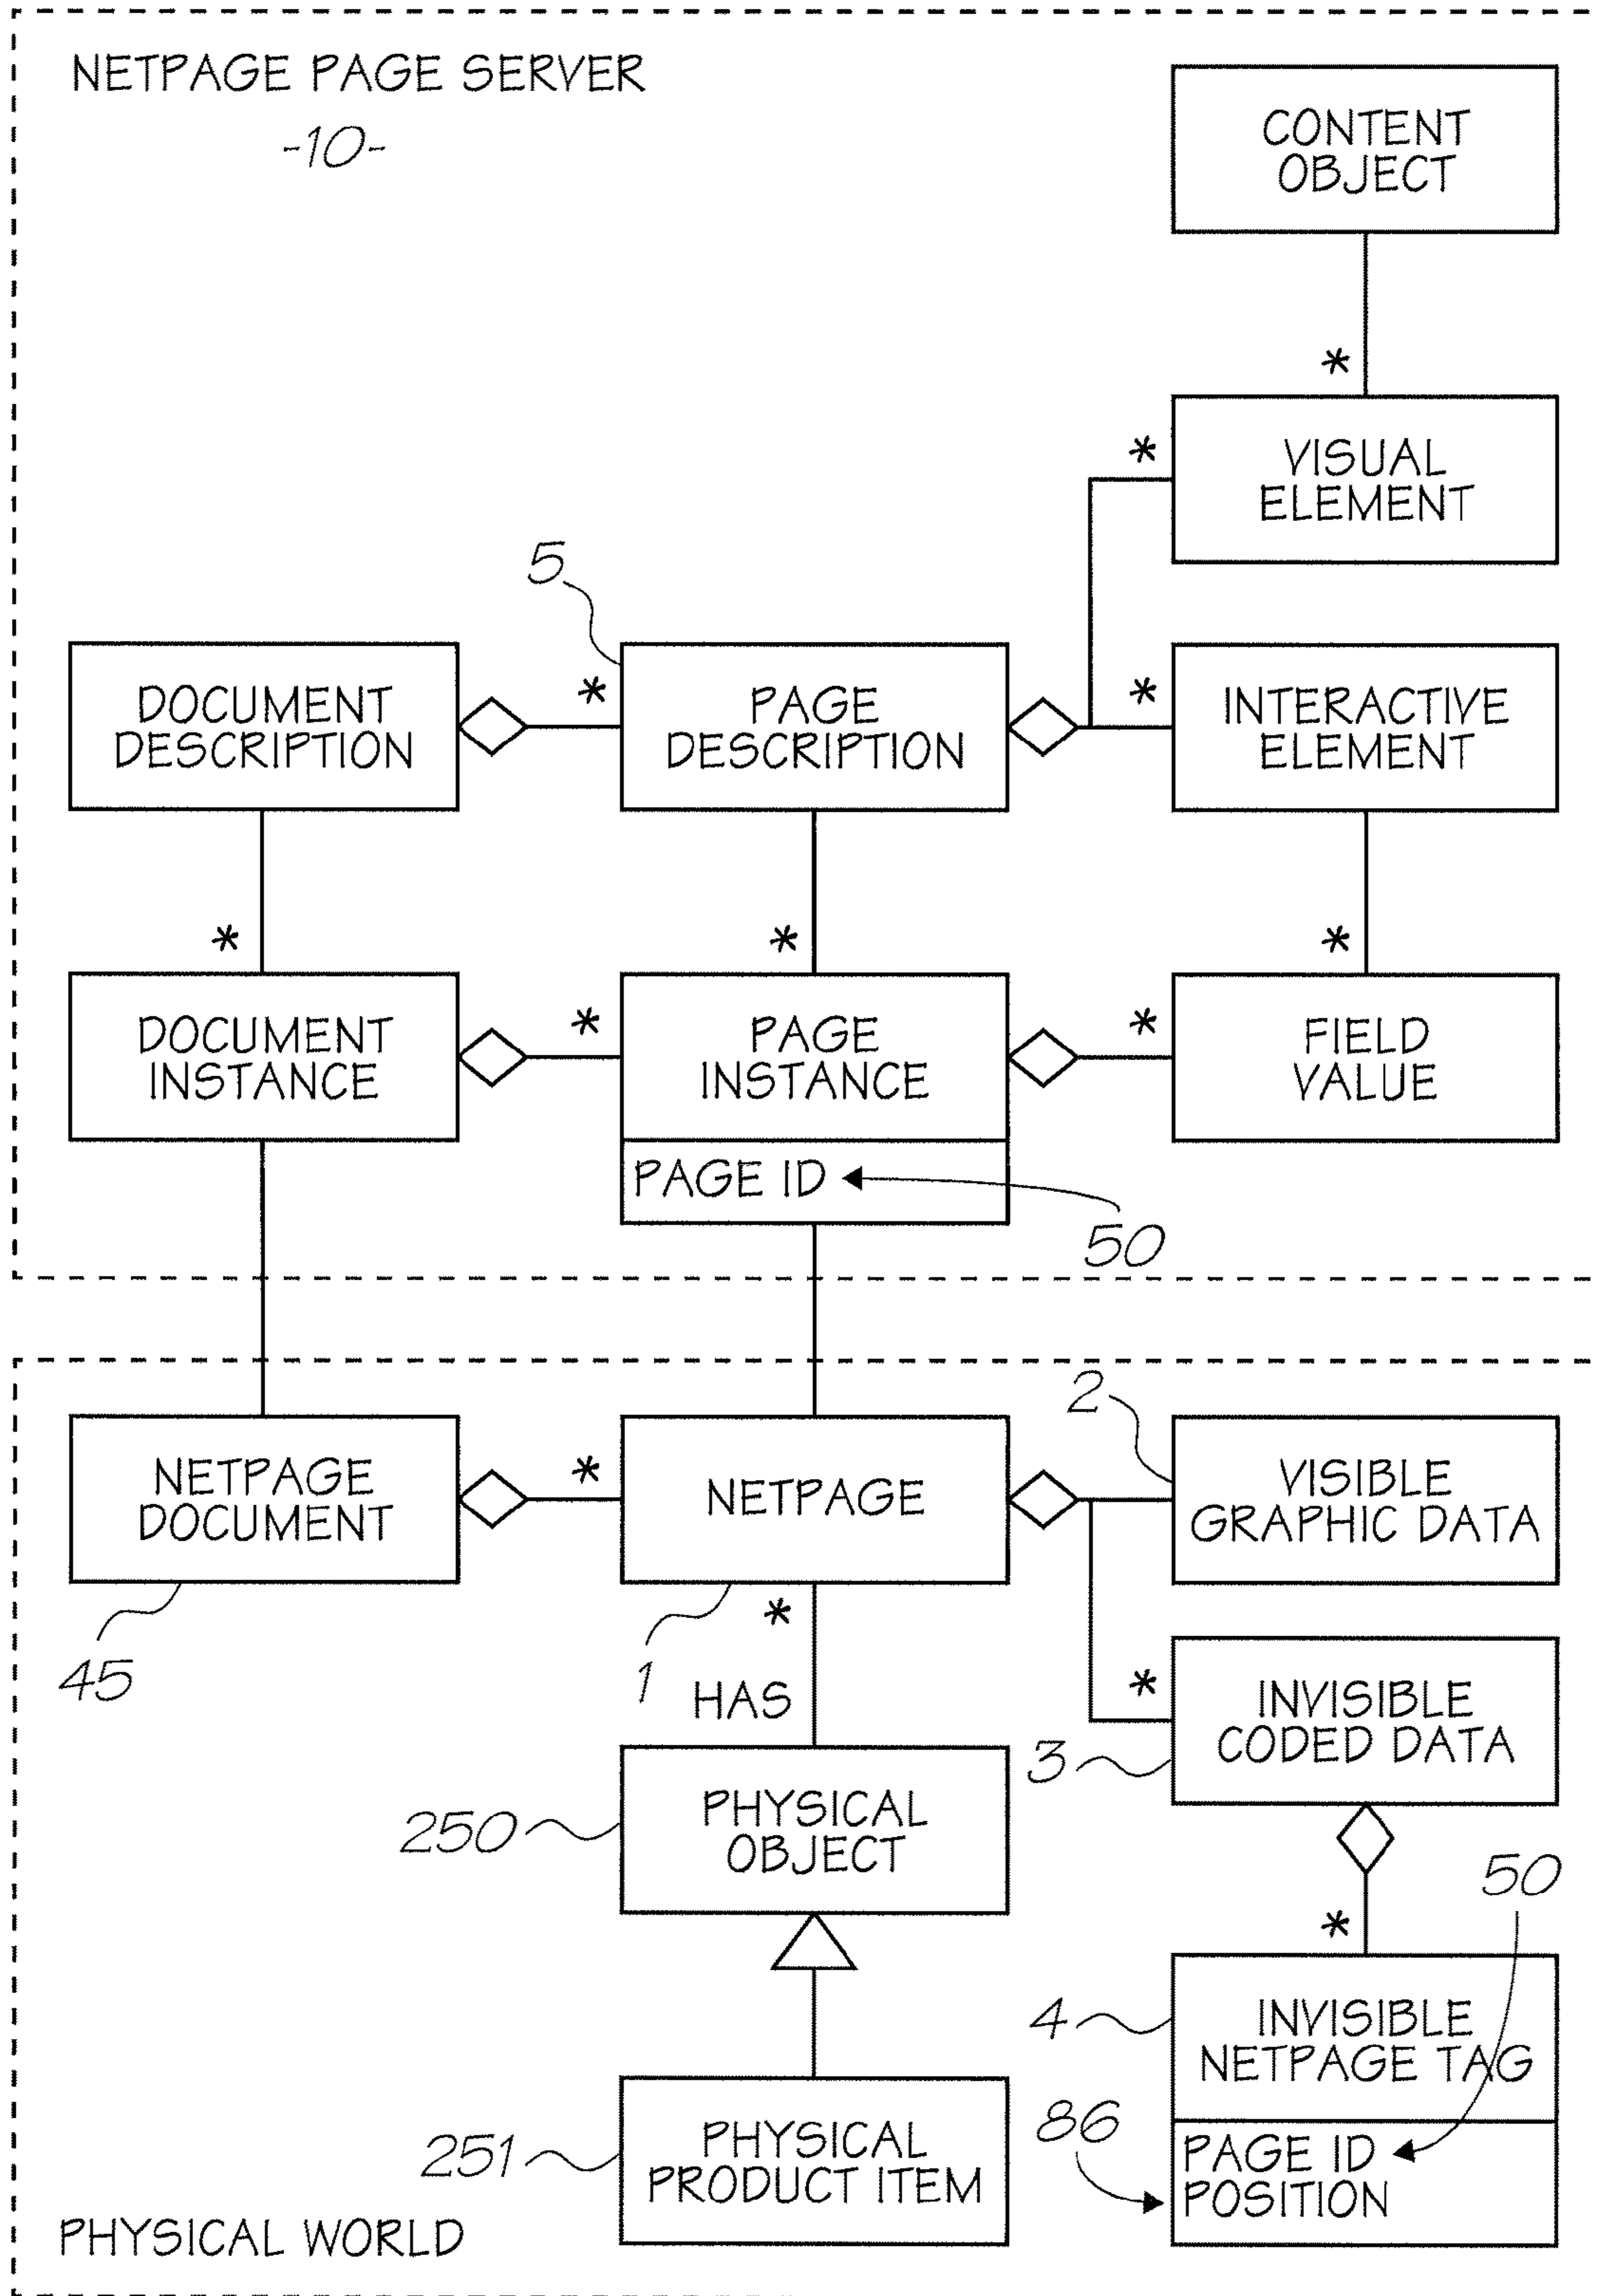 NETPAGE PAGE SERVER
-10-
CONTENT
OBJECT
*
*
VISUAL
ELEMENT
5
DOCUMENT
DESCRIPTION
*
PAGE
DESCRIPTION
*
INTERACTIVE
ELEMENT
*
*
*
DOCUMENT
INSTANCE
*
PAGE
INSTANCE
*
FIELD
VALUE
PAGE ID
50
2
NETPAGE
DOCUMENT
*
NETPAGE
VISIBLE
GRAPHIC DATA
45
1
*
HAS
*
INVISIBLE
CODED DATA
3
250
PHYSICAL
OBJECT
50
*
4
INVISIBLE
NETPAGE TAG
86
PAGE ID
POSITION
251
PHYSICAL
PRODUCT ITEM
PHYSICAL WORLD